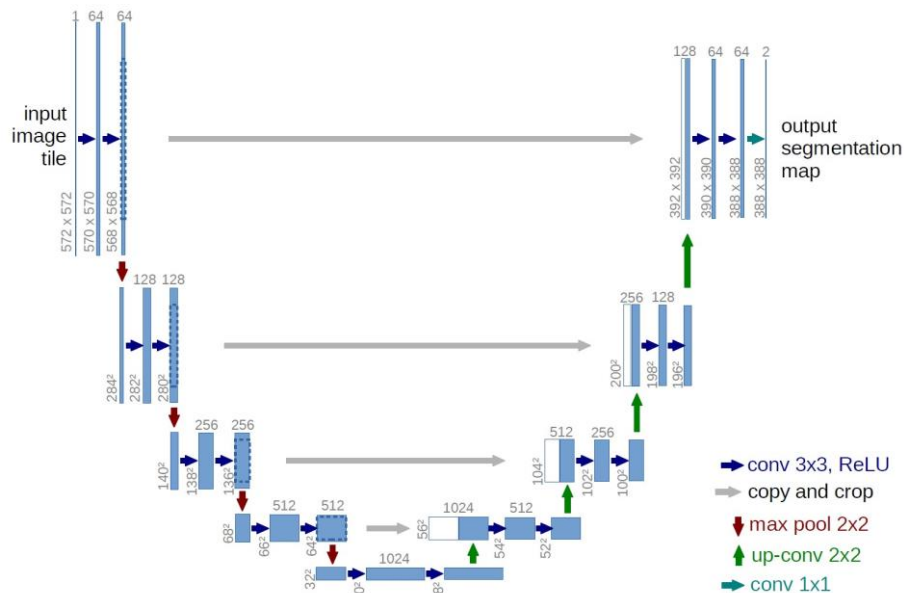 1 64 64
128 64 64 2
input
image
tile
output
segmentation
map
572 x 572
570 x 570
568 x 568
392 x 392
390 x 390
388 x 388
388 x 388
128 128
256 128
284²
282²
280²
200²
198²
196²
256 256
512 256
140²
138²
136²
104²
102²
100²
512 512
1024 512
68²
66²
64²
56²
54²
52²
1024
32²
0²
8²
conv 3x3, ReLU
copy and crop
max pool 2x2
up-conv 2x2
conv 1x1